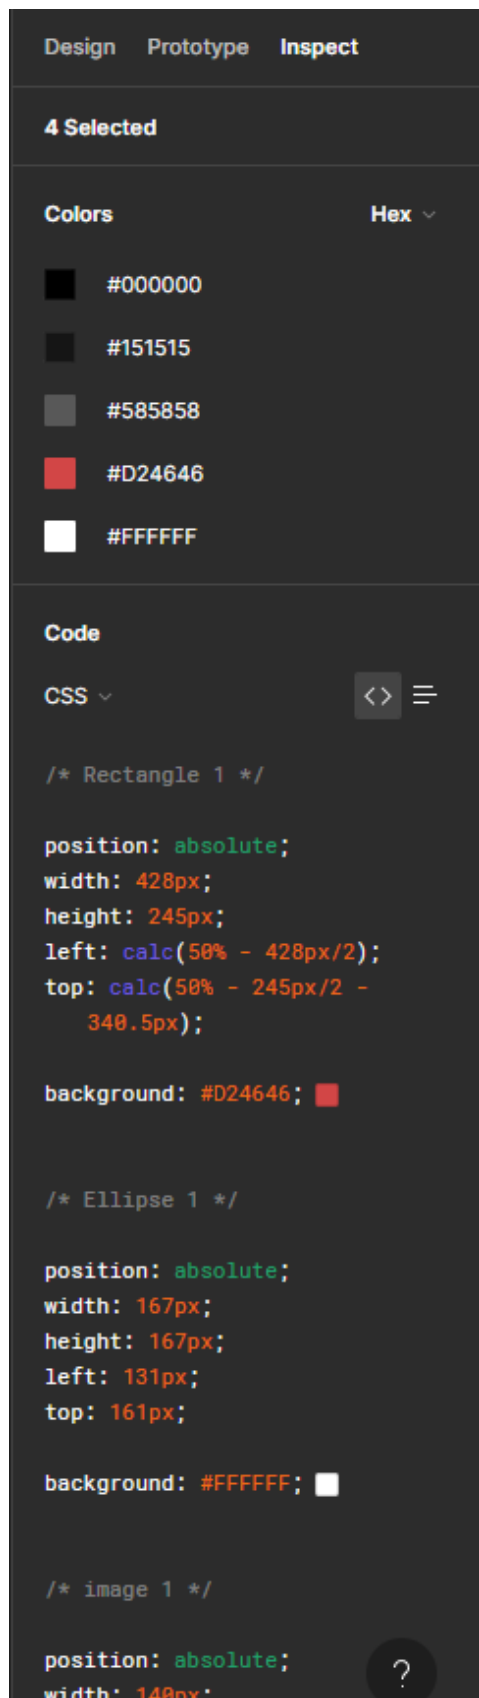 Design Prototype Inspect
4 Selected
Colors Hex
#000000
#151515
#585858
#D24646
#FFFFFF
Code
CSS <>
/* Rectangle 1 */
position: absolute;
width: 428px;
height: 245px;
left: calc(50% - 428px/2);
top: calc(50% - 245px/2 -
340.5px);
background: #D24646;
/* Ellipse 1 */
position: absolute;
width: 167px;
height: 167px;
left: 131px;
top: 161px;
background: #FFFFFF;
/* image 1 */
position: absolute; ?
width: 140px;